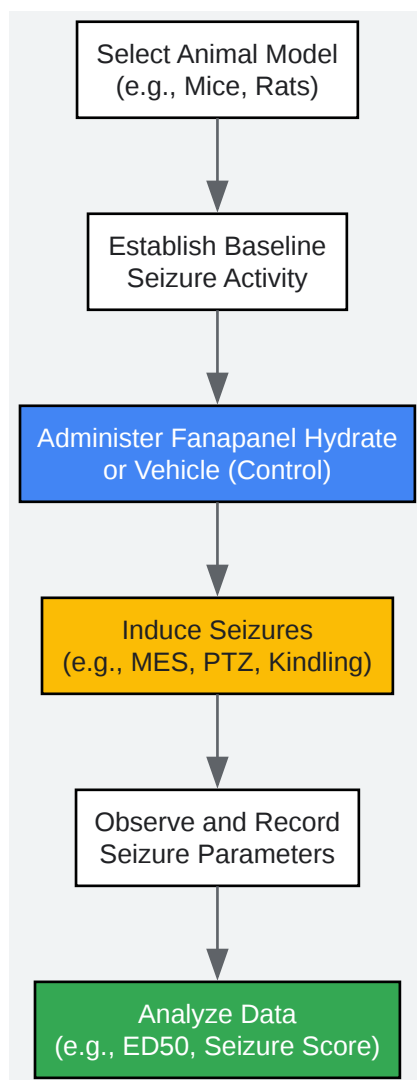 Select Animal Model
(e.g., Mice, Rats)
Establish Baseline
Seizure Activity
Administer Fanapanel Hydrate
or Vehicle (Control)
Induce Seizures
(e.g., MES, PTZ, Kindling)
Observe and Record
Seizure Parameters
Analyze Data
(e.g., ED50, Seizure Score)